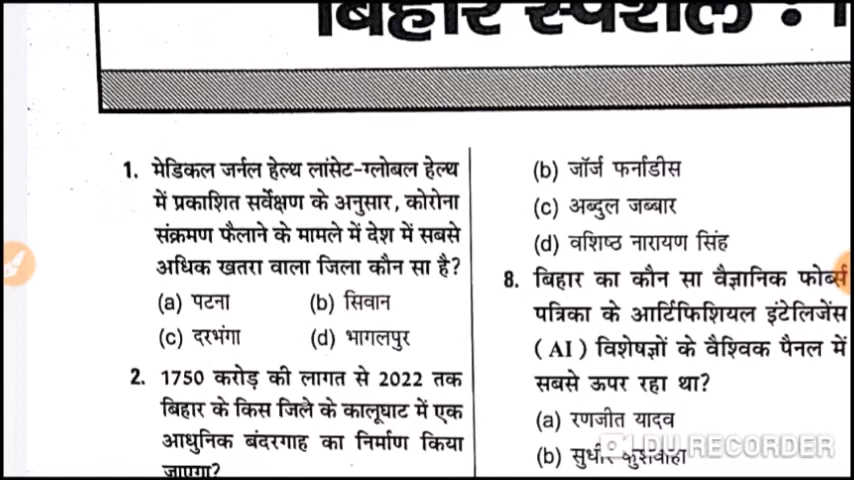 बिहार स्पेशल :
1. मेडिकल जर्नल हेल्थ लांसेट-ग्लोबल हेल्थ
में प्रकाशित सर्वेक्षण के अनुसार, कोरोना
संक्रमण फैलाने के मामले में देश में सबसे
अधिक खतरा वाला जिला कौन सा है?
(a) पटना (b) सिवान
(c) दरभंगा (d) भागलपुर
2. 1750 करोड़ की लागत से 2022 तक
बिहार के किस जिले के कालूघाट में एक
आधुनिक बंदरगाह का निर्माण किया
जाएगा?
(b) जॉर्ज फर्नांडीस
(c) अब्दुल जब्बार
(d) वशिष्ठ नारायण सिंह
8. बिहार का कौन सा वैज्ञानिक फोर्ब्स
पत्रिका के आर्टिफिशियल इंटेलिजेंस
(AI) विशेषज्ञों के वैश्विक पैनल में
सबसे ऊपर रहा था?
(a) रणजीत यादव
(b) सुधीर कुशवाहा
DU RECORDER